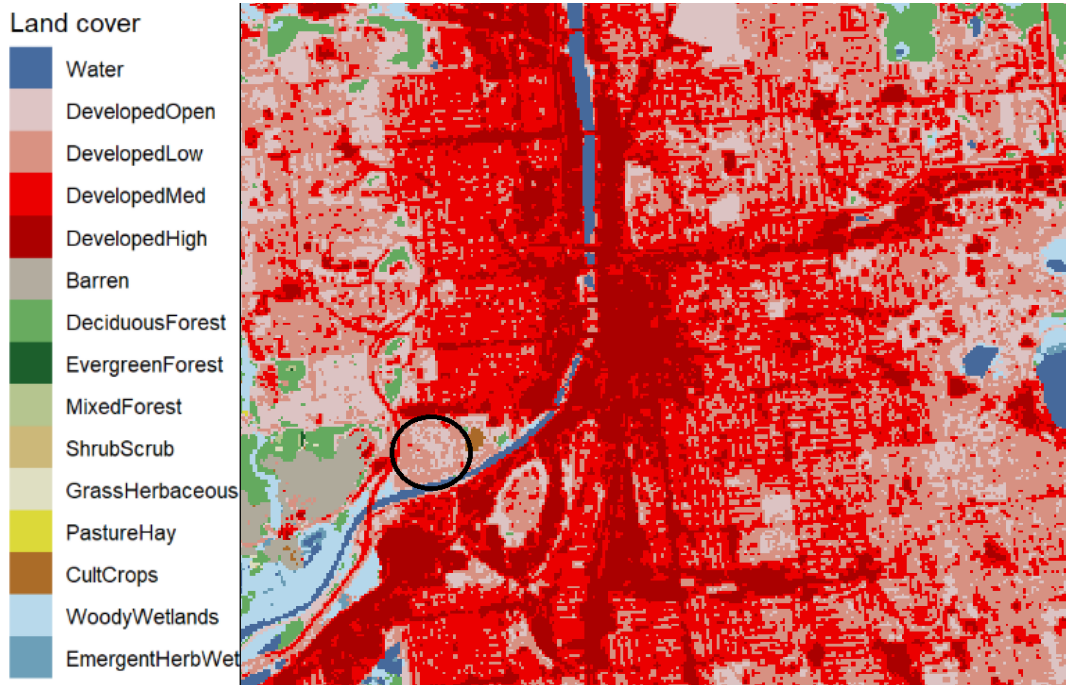 Land cover
Water
DevelopedOpen
DevelopedLow
DevelopedMed
DevelopedHigh
Barren
DeciduousForest
EvergreenForest
MixedForest
ShrubScrub
GrassHerbaceous
PastureHay
CultCrops
WoodyWetlands
EmergentHerbWet